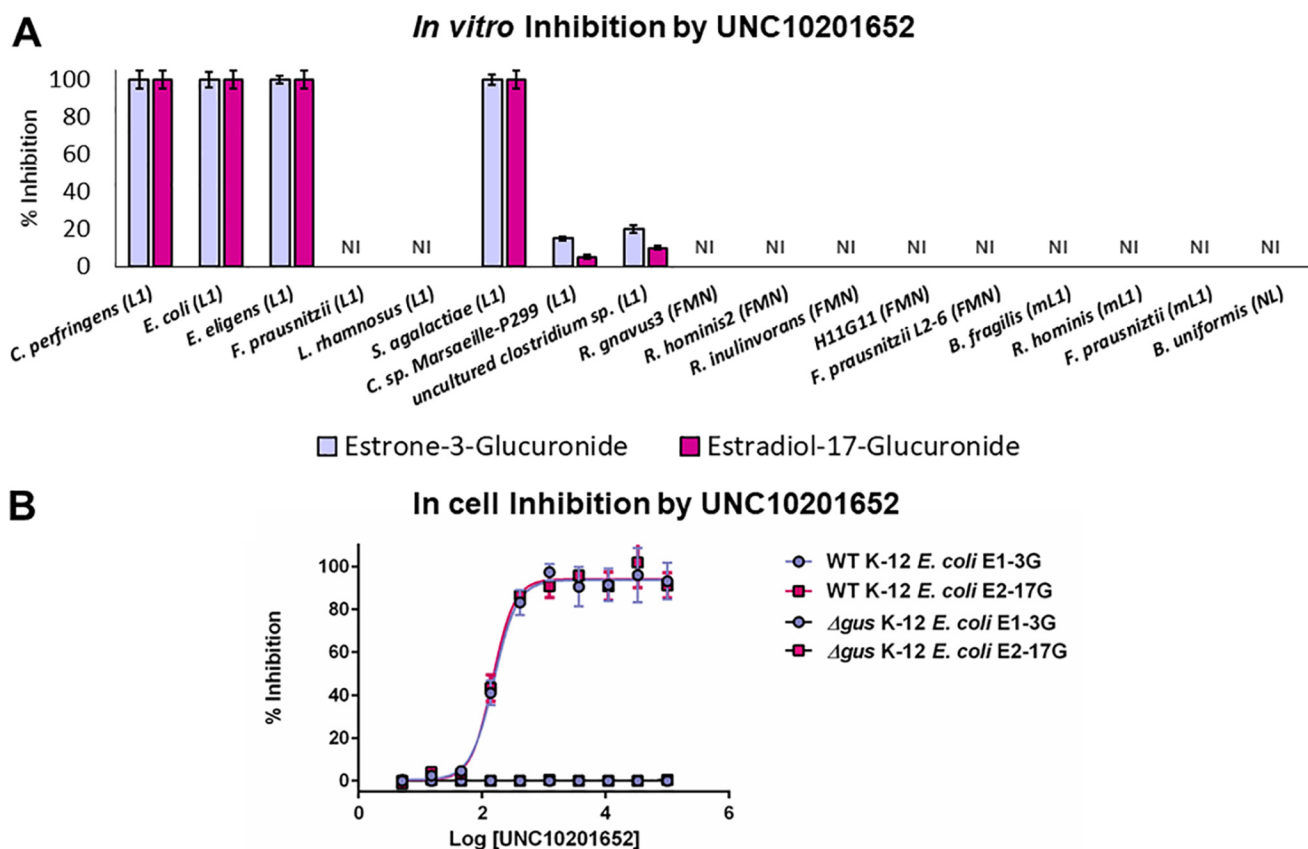 A
In vitro Inhibition by UNC10201652
% Inhibition
100
80
60
40
20
0
NI NI NI NI NI NI NI NI NI NI NI
C. perfringens (L1)
E. coli (L1)
E. eligens (L1)
F. prausnitzii (L1)
L. rhamnosus (L1)
S. agalactiae (L1)
C. sp. Marsaeille-P299 (L1)
uncultured clostridium sp. (L1)
R. gnavus3 (FMN)
R. hominis2 (FMN)
R. inulinvorans (FMN)
H11G11 (FMN)
F. prausnitzii L2-6 (FMN)
B. fragilis (mL1)
R. hominis (mL1)
F. prausniztii (mL1)
B. uniformis (NL)
Estrone-3-Glucuronide Estradiol-17-Glucuronide
B
In cell Inhibition by UNC10201652
% Inhibition
100
80
60
40
20
0
0 2 4 6
Log [UNC10201652]
WT K-12 E. coli E1-3G
WT K-12 E. coli E2-17G
Δgus K-12 E. coli E1-3G
Δgus K-12 E. coli E2-17G